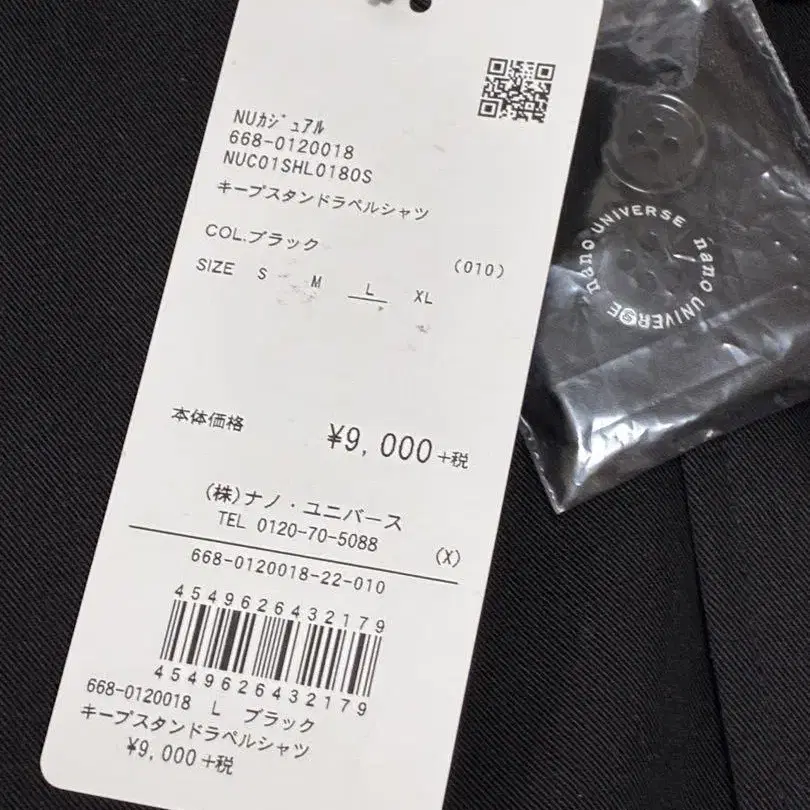 NUｶｼﾞｭｱﾙ
668-0120018
NUC01SHL0180S
キープスタンドラペルシャツ
COL.ブラック (010)
SIZE S M L XL
本体価格 ¥9,000+税
(株)ナノ・ユニバース
TEL 0120-70-5088 (X)
668-0120018-22-010
4549626432179
4549626432179
668-0120018 L ブラック
キープスタンドラペルシャツ
¥9,000+税
nano UNIVERSE nano UNIVERSE